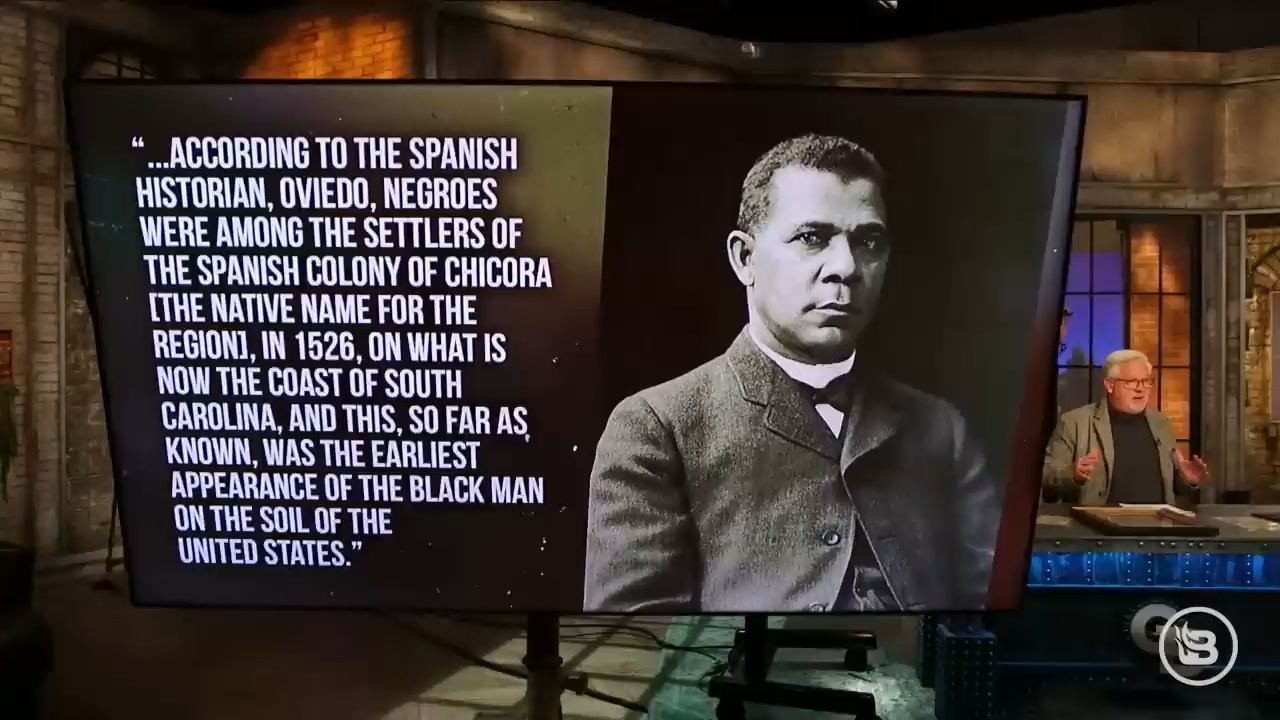 “...ACCORDING TO THE SPANISH
HISTORIAN, OVIEDO, NEGROES
WERE AMONG THE SETTLERS OF
THE SPANISH COLONY OF CHICORA
[THE NATIVE NAME FOR THE
REGION], IN 1526, ON WHAT IS
NOW THE COAST OF SOUTH
CAROLINA, AND THIS, SO FAR AS,
KNOWN, WAS THE EARLIEST
APPEARANCE OF THE BLACK MAN
ON THE SOIL OF THE
UNITED STATES.”
B